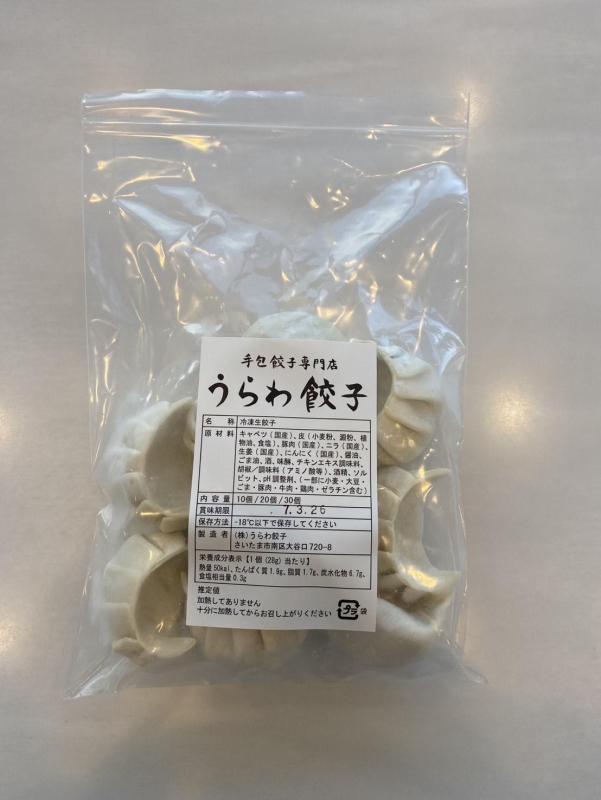 手包餃子専門店
うらわ餃子
名称 冷凍生餃子
原材料 キャベツ(国産)、皮(小麦粉、澱粉、植
物油、食塩)、豚肉(国産)、ニラ(国産)、
生姜(国産)、にんにく(国産)、醤油、
ごま油、酒、味醂、チキンエキス調味料、
胡椒/調味料(アミノ酸等)、酒精、ソル
ビット、pH調整剤、(一部に小麦・大豆・
ごま・豚肉・牛肉・鶏肉・ゼラチン含む)
内容量 10個/20個/30個
賞味期限 . 7. 3. 26
保存方法 -18℃以下で保存してください
製造者 (株)うらわ餃子
さいたま市南区大谷口720-8
栄養成分表示【1個(28g)当たり】
熱量50kal、たんぱく質1.9g、脂質1.7g、炭水化物6.7g、
食塩相当量0.3g
推定値
加熱してありません
十分に加熱してからお召し上がりください
プラ 袋